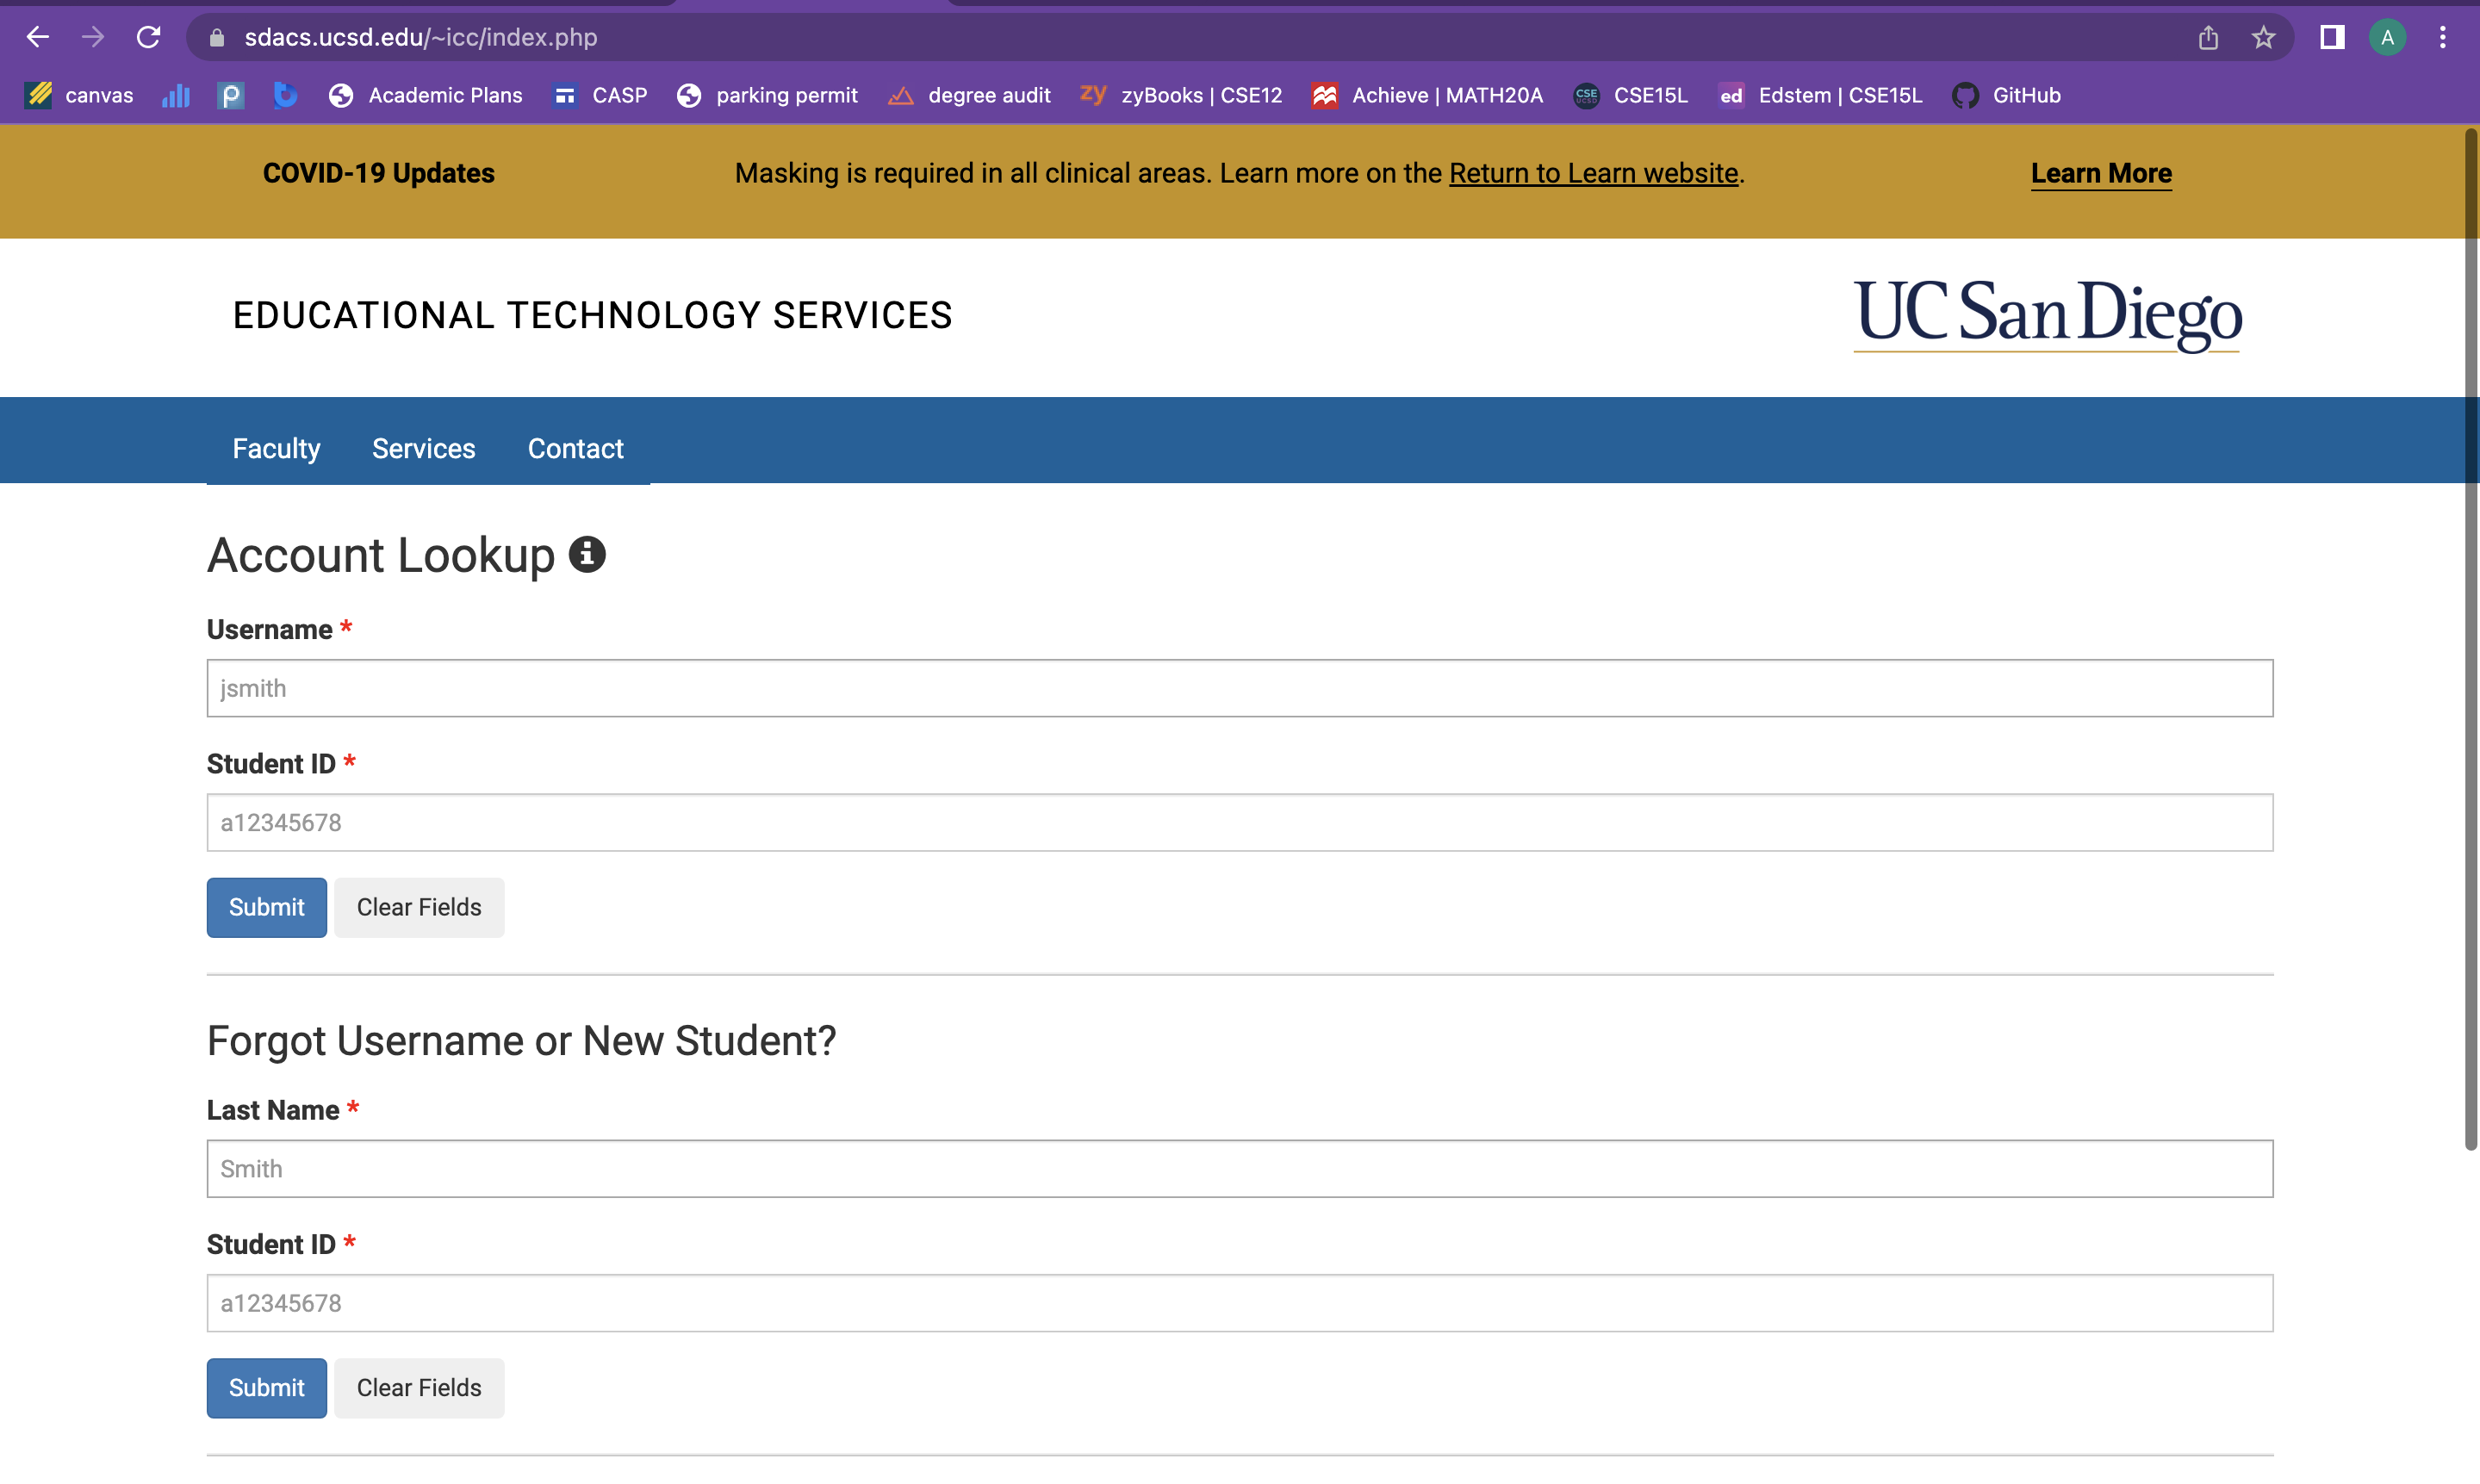 sdacs.ucsd.edu/~icc/index.php
A
canvas
Academic Plans
CASP
parking permit
degree audit
zy zyBooks | CSE12
Achieve | MATH20A
CSE15L
ed Edstem | CSE15L
GitHub
COVID-19 Updates
Masking is required in all clinical areas. Learn more on the Return to Learn website.
Learn More
EDUCATIONAL TECHNOLOGY SERVICES
UC San Diego
Faculty Services Contact
Account Lookup
Username *
jsmith
Student ID *
a12345678
Submit Clear Fields
Forgot Username or New Student?
Last Name *
Smith
Student ID *
a12345678
Submit Clear Fields